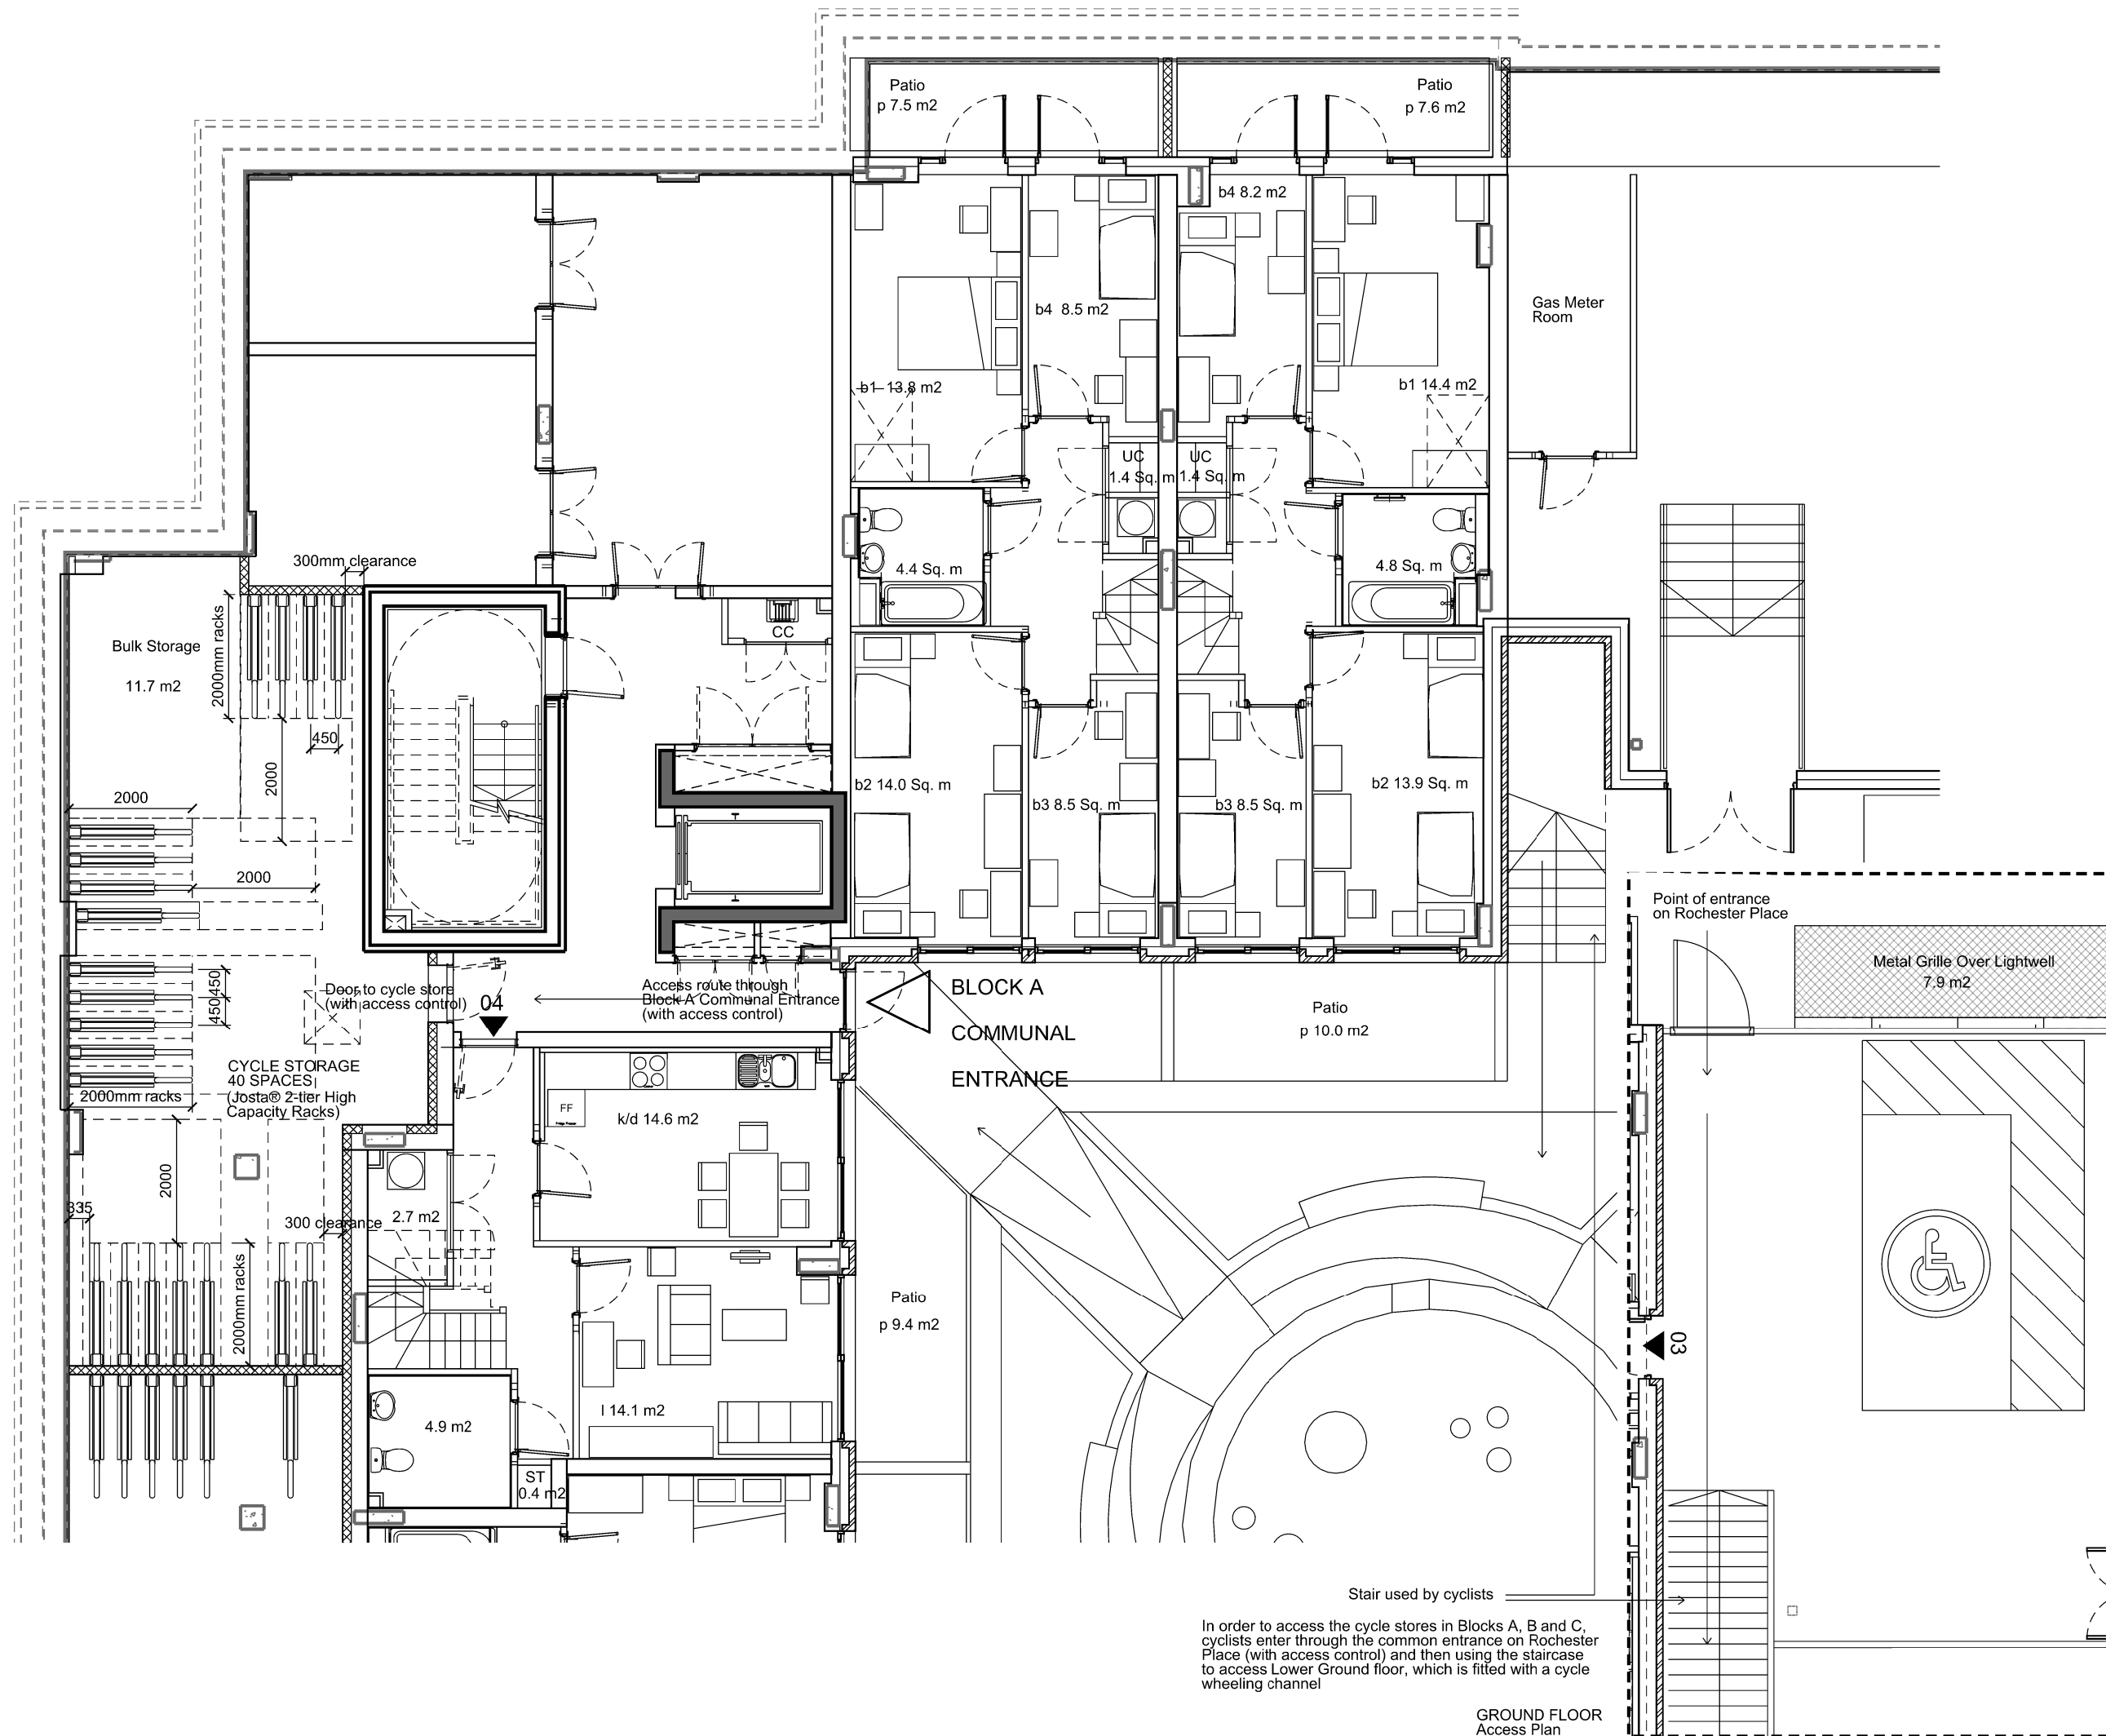 Patio
p 7.5 m2
Patio
p 7.6 m2
b4 8.2 m2
b4 8.5 m2
Gas Meter
Room
b1 13.8 m2
b1 14.4 m2
UC
1.4 Sq. m
UC
1.4 Sq. m
4.4 Sq. m
4.8 Sq. m
300mm clearance
2000mm racks
Bulk Storage
11.7 m2
CC
450
2000
2000
2000
b2 14.0 Sq. m
b3 8.5 Sq. m
b3 8.5 Sq. m
b2 13.9 Sq. m
Point of entrance
on Rochester Place
Metal Grille Over Lightwell
7.9 m2
Door to cycle store
(with access control)
04
Access route through
Block A Communal Entrance
(with access control)
BLOCK A
COMMUNAL
ENTRANCE
Patio
p 10.0 m2
450
450
CYCLE STORAGE
40 SPACES
(Josta® 2-tier High
Capacity Racks)
2000mm racks
FF
k/d 14.6 m2
2000
335
300 clearance
2.7 m2
2000mm racks
Patio
p 9.4 m2
03
l 14.1 m2
4.9 m2
ST
0.4 m2
Stair used by cyclists
In order to access the cycle stores in Blocks A, B and C,
cyclists enter through the common entrance on Rochester
Place (with access control) and then using the staircase
to access Lower Ground floor, which is fitted with a cycle
wheeling channel
GROUND FLOOR
Access Plan